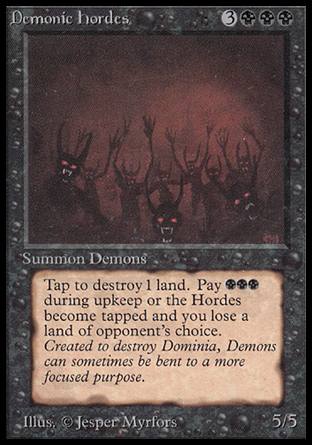 Demonic Hordes 3
Summon Demons
Tap to destroy 1 land. Pay
during upkeep or the Hordes
become tapped and you lose a
land of opponent's choice.
Created to destroy Dominia, Demons
can sometimes be bent to a more
focused purpose.
Illus. © Jesper Myrfors 5/5